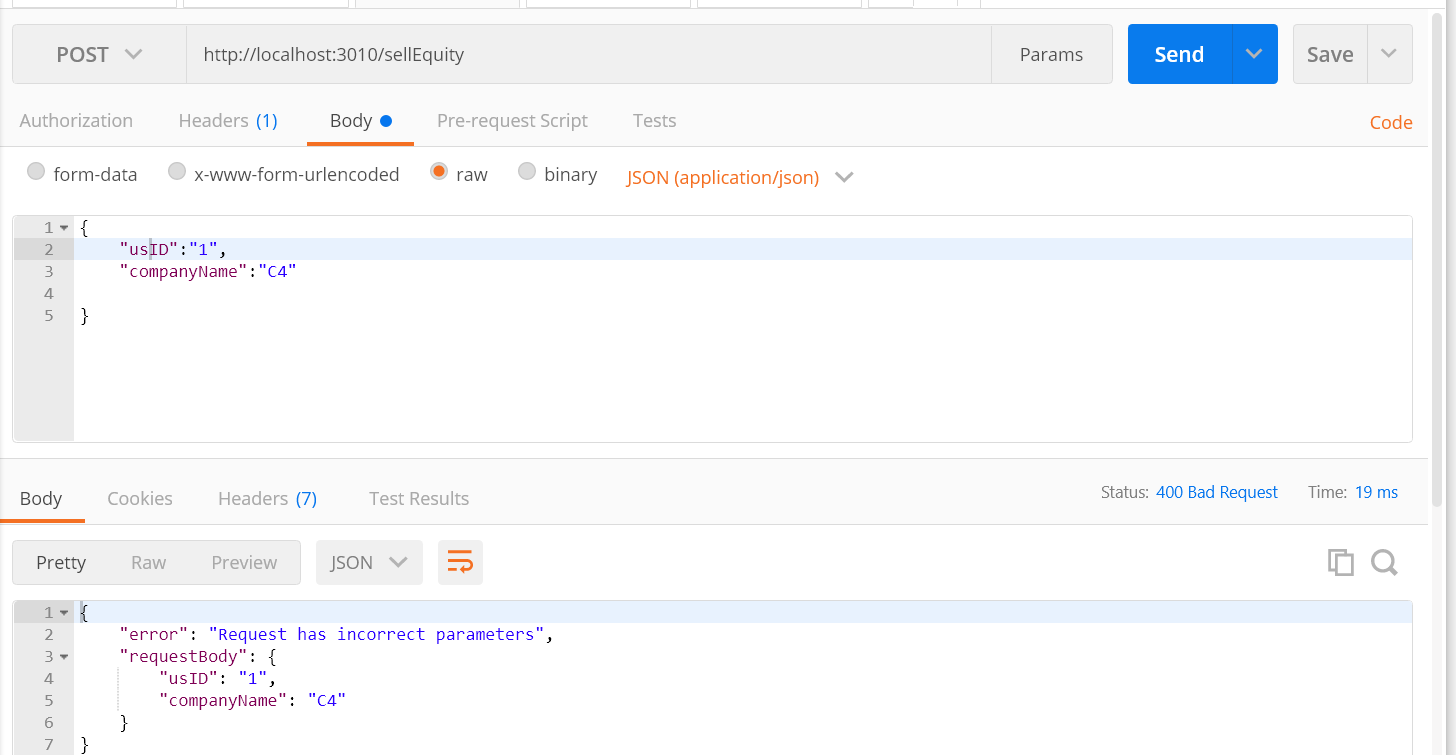 POST http://localhost:3010/sellEquity Params Send Save
Authorization Headers (1) Body Pre-request Script Tests Code
form-data x-www-form-urlencoded raw binary JSON (application/json)
1 {
2 "usID":"1",
3 "companyName":"C4"
4
5 }
Body Cookies Headers (7) Test Results Status: 400 Bad Request Time: 19 ms
Pretty Raw Preview JSON
1 {
2 "error": "Request has incorrect parameters",
3 "requestBody": {
4 "usID": "1",
5 "companyName": "C4"
6 }
7 }